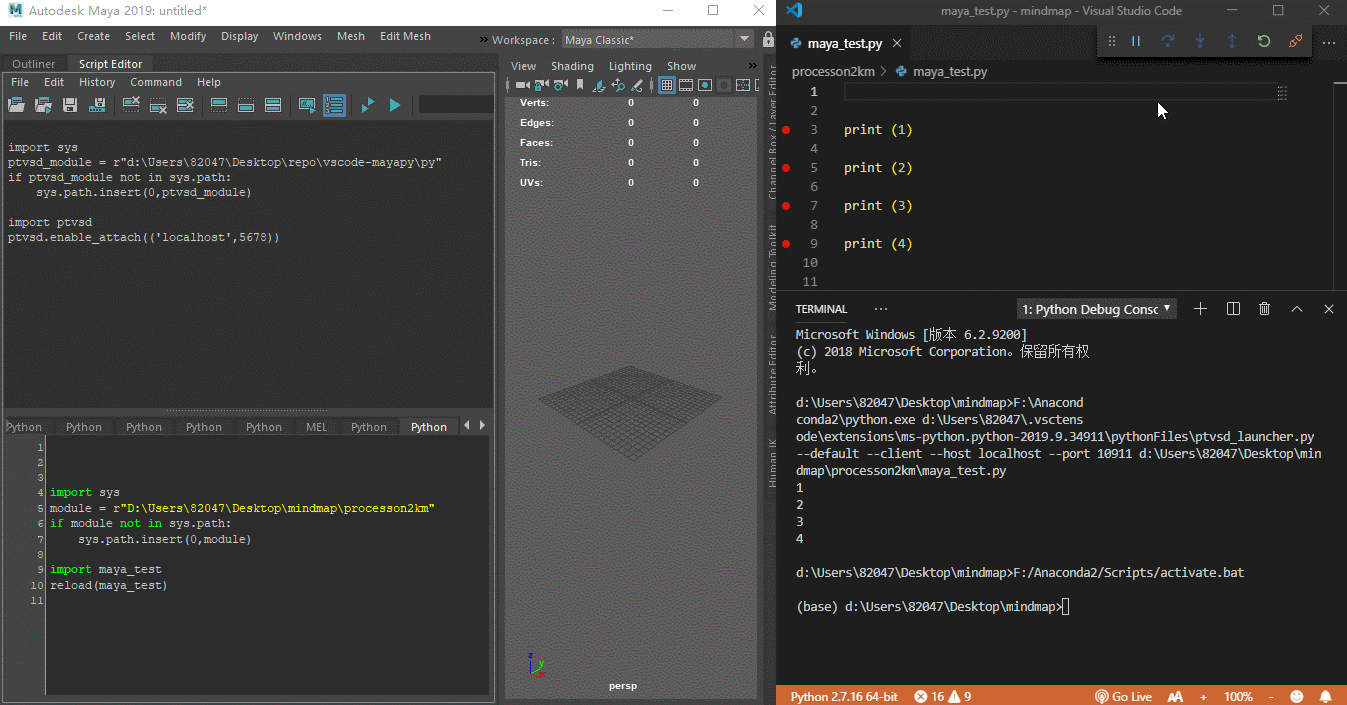 Autodesk Maya 2019: untitled*
File Edit Create Select Modify Display Windows Mesh Edit Mesh
» Workspace : Maya Classic*
Outliner Script Editor
File Edit History Command Help
import sys
ptvsd_module = r"d:\Users\82047\Desktop\repo\vscode-mayapy\py"
if ptvsd_module not in sys.path:
    sys.path.insert(0,ptvsd_module)
import ptvsd
ptvsd.enable_attach(('localhost',5678))
Python Python Python Python Python MEL Python Python
1
2
3
4 import sys
5 module = r"D:\Users\82047\Desktop\mindmap\processon2km"
6 if module not in sys.path:
7     sys.path.insert(0,module)
8
9 import maya_test
10 reload(maya_test)
11
View Shading Lighting Show »
Verts: 0 0
Edges: 0 0
Faces: 0 0
Tris: 0 0
UVs: 0 0
z
y
x
persp
Channel Box / Layer Editor
Modeling Toolkit
Attribute Editor
Human IK
maya_test.py - mindmap - Visual Studio Code
maya_test.py
processon2km > maya_test.py
1
2
3 print (1)
4
5 print (2)
6
7 print (3)
8
9 print (4)
10
11
TERMINAL ··· 1: Python Debug Consc
Microsoft Windows [版本 6.2.9200]
(c) 2018 Microsoft Corporation。保留所有权
利。
d:\Users\82047\Desktop\mindmap>F:\Anacond
conda2\python.exe d:\Users\82047\.vsctens
ode\extensions\ms-python.python-2019.9.34911\pythonFiles\ptvsd_launcher.py
--default --client --host localhost --port 10911 d:\Users\82047\Desktop\min
dmap\processon2km\maya_test.py
1
2
3
4
d:\Users\82047\Desktop\mindmap>F:/Anaconda2/Scripts/activate.bat
(base) d:\Users\82047\Desktop\mindmap>
Python 2.7.16 64-bit 16 9 Go Live AA + 100% -